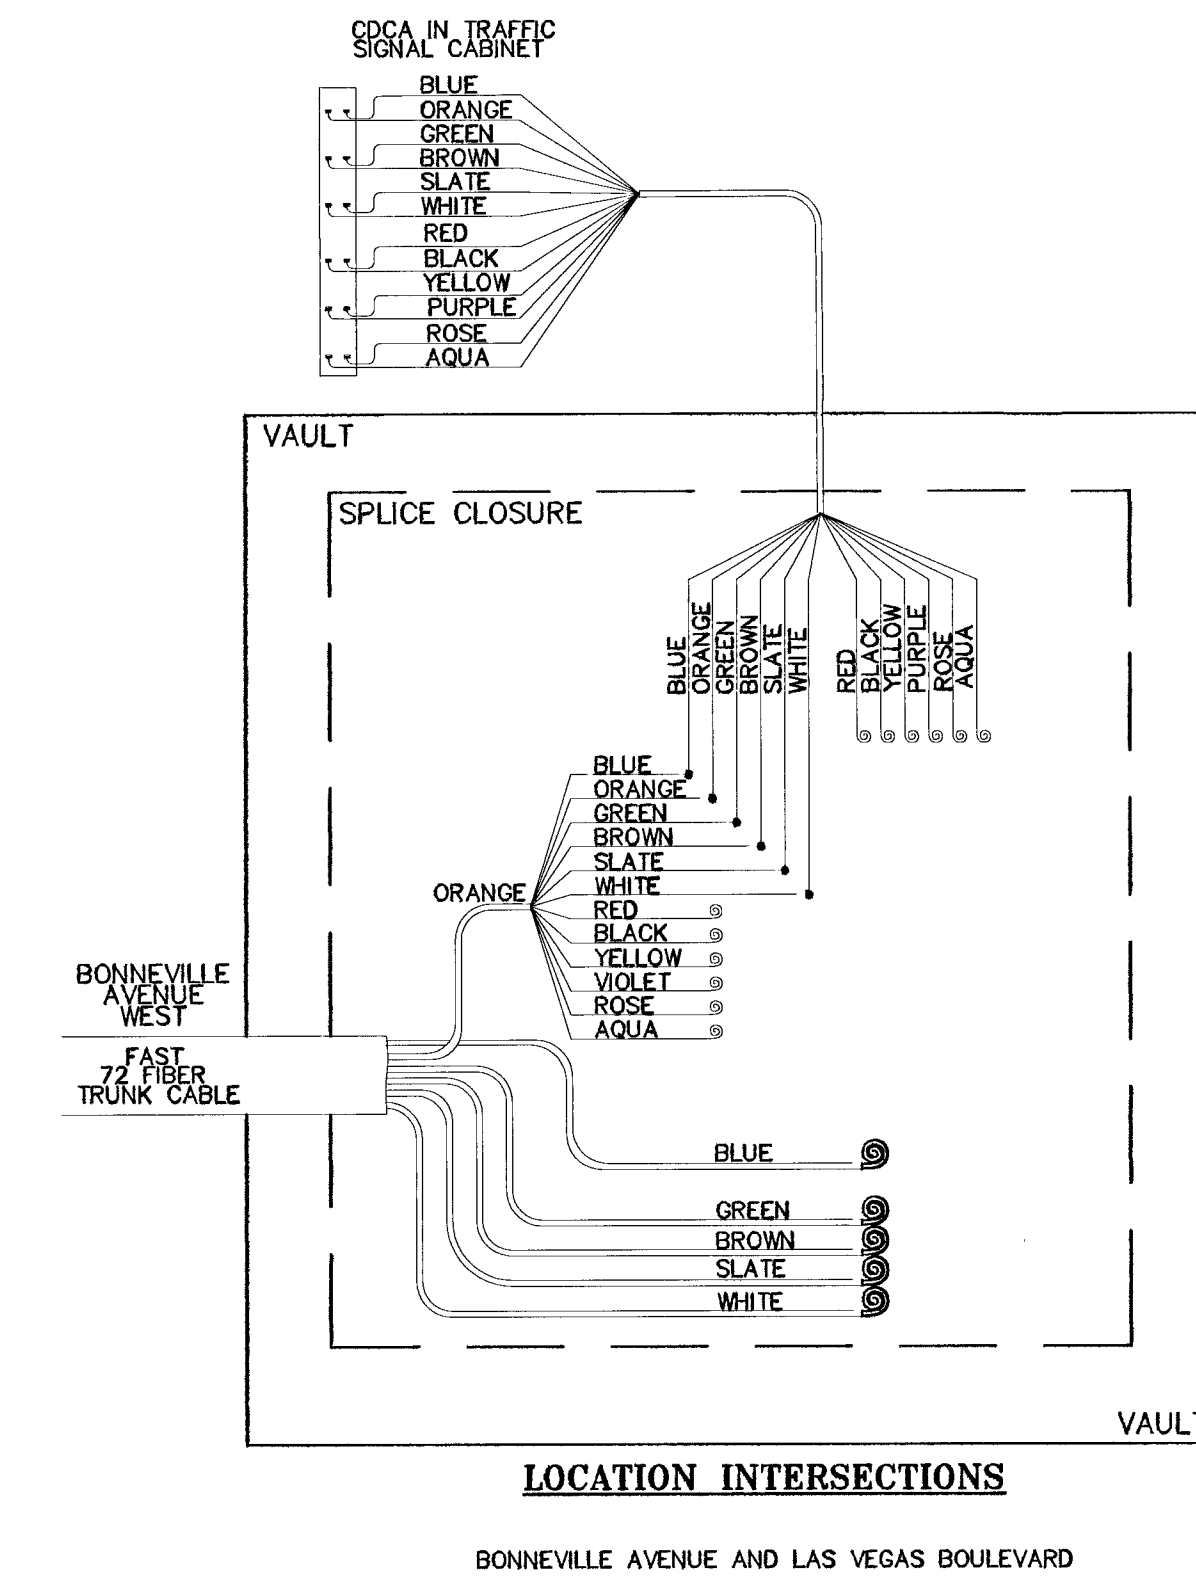 CDCA IN TRAFFIC
SIGNAL CABINET
BLUE
ORANGE
GREEN
BROWN
SLATE
WHITE
RED
BLACK
YELLOW
PURPLE
ROSE
AQUA
VAULT
SPLICE CLOSURE
BLUE
ORANGE
GREEN
BROWN
SLATE
WHITE
RED
BLACK
YELLOW
PURPLE
ROSE
AQUA
BLUE
ORANGE
GREEN
BROWN
SLATE
WHITE
RED
BLACK
YELLOW
VIOLET
ROSE
AQUA
ORANGE
BONNEVILLE
AVENUE
WEST
FAST
72 FIBER
TRUNK CABLE
BLUE
GREEN
BROWN
SLATE
WHITE
VAULT
LOCATION INTERSECTIONS
BONNEVILLE AVENUE AND LAS VEGAS BOULEVARD